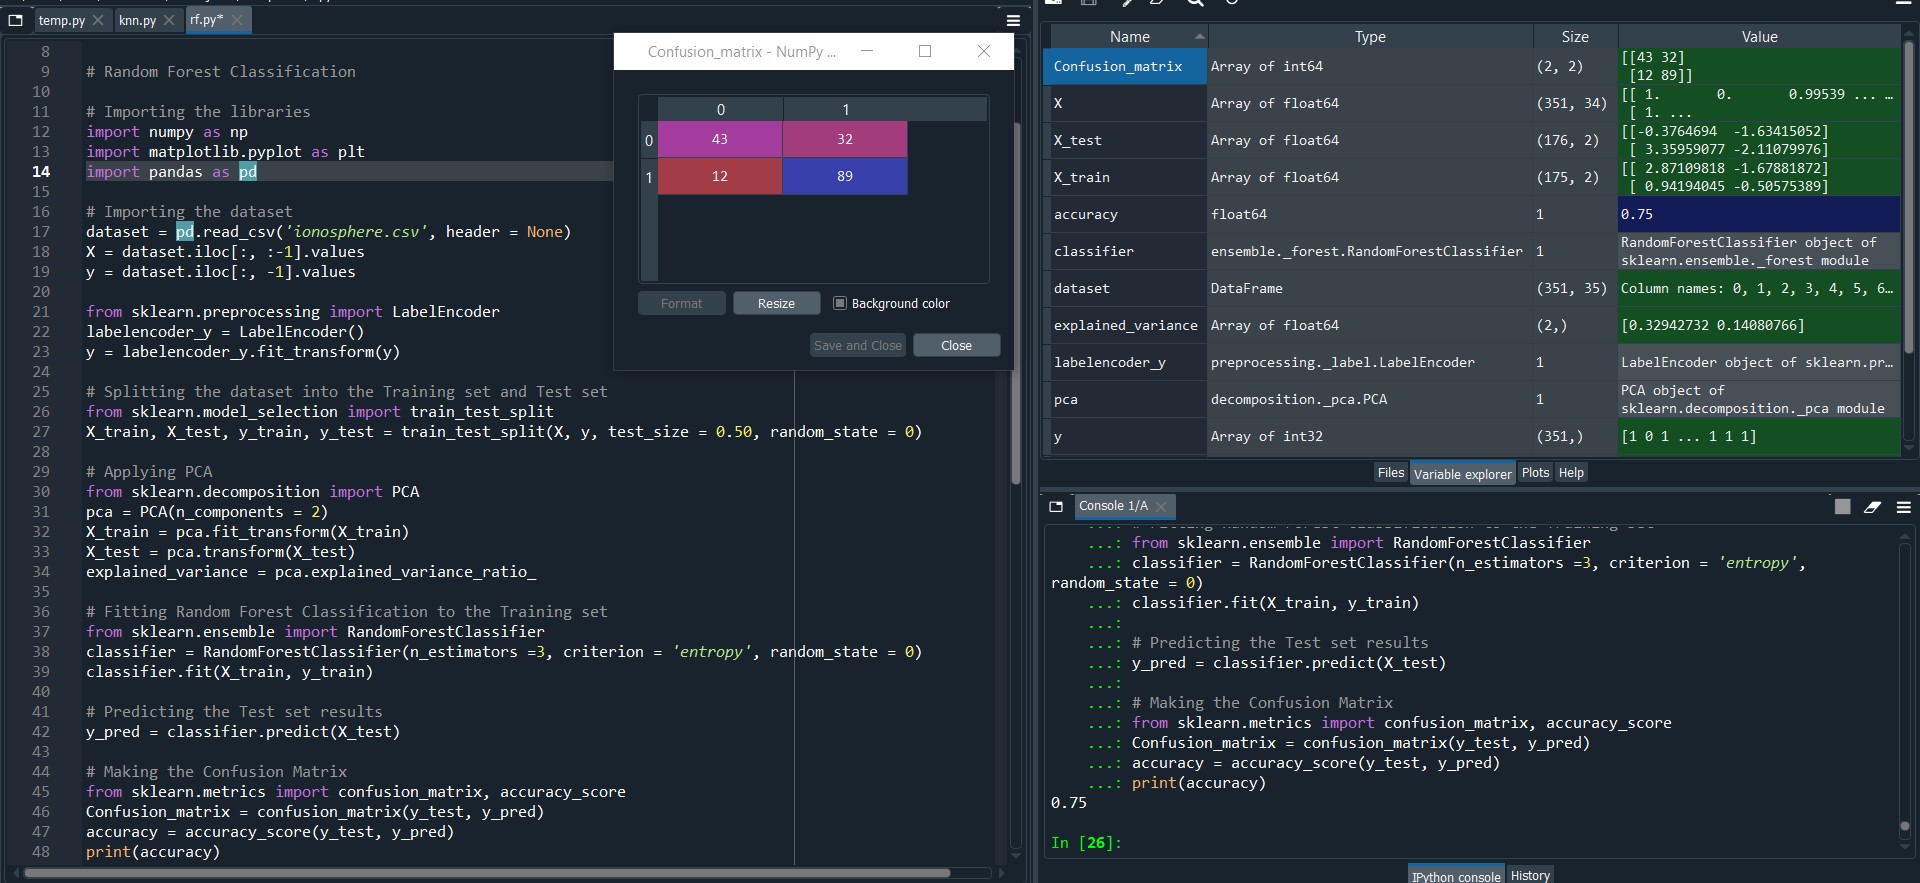 temp.py
knn.py
rf.py*
8
9 # Random Forest Classification
10
11 # Importing the libraries
12 import numpy as np
13 import matplotlib.pyplot as plt
14 import pandas as pd
15
16 # Importing the dataset
17 dataset = pd.read_csv('ionosphere.csv', header = None)
18 X = dataset.iloc[:, :-1].values
19 y = dataset.iloc[:, -1].values
20
21 from sklearn.preprocessing import LabelEncoder
22 labelencoder_y = LabelEncoder()
23 y = labelencoder_y.fit_transform(y)
24
25 # Splitting the dataset into the Training set and Test set
26 from sklearn.model_selection import train_test_split
27 X_train, X_test, y_train, y_test = train_test_split(X, y, test_size = 0.50, random_state = 0)
28
29 # Applying PCA
30 from sklearn.decomposition import PCA
31 pca = PCA(n_components = 2)
32 X_train = pca.fit_transform(X_train)
33 X_test = pca.transform(X_test)
34 explained_variance = pca.explained_variance_ratio_
35
36 # Fitting Random Forest Classification to the Training set
37 from sklearn.ensemble import RandomForestClassifier
38 classifier = RandomForestClassifier(n_estimators =3, criterion = 'entropy', random_state = 0)
39 classifier.fit(X_train, y_train)
40
41 # Predicting the Test set results
42 y_pred = classifier.predict(X_test)
43
44 # Making the Confusion Matrix
45 from sklearn.metrics import confusion_matrix, accuracy_score
46 Confusion_matrix = confusion_matrix(y_test, y_pred)
47 accuracy = accuracy_score(y_test, y_pred)
48 print(accuracy)
Confusion_matrix - NumPy ...
0 1
0 43 32
1 12 89
Format Resize Background color
Save and Close Close
Name Type Size Value
Confusion_matrix Array of int64 (2, 2) [[43 32]
[12 89]]
X Array of float64 (351, 34) [[ 1. 0. 0.99539 ... …
[ 1. ...
X_test Array of float64 (176, 2) [[-0.3764694 -1.63415052]
[ 3.35959077 -2.11079976]
X_train Array of float64 (175, 2) [[ 2.87109818 -1.67881872]
[ 0.94194045 -0.50575389]
accuracy float64 1 0.75
classifier ensemble._forest.RandomForestClassifier 1 RandomForestClassifier object of
sklearn.ensemble._forest module
dataset DataFrame (351, 35) Column names: 0, 1, 2, 3, 4, 5, 6…
explained_variance Array of float64 (2,) [0.32942732 0.14080766]
labelencoder_y preprocessing._label.LabelEncoder 1 LabelEncoder object of sklearn.pr…
pca decomposition._pca.PCA 1 PCA object of
sklearn.decomposition._pca module
y Array of int32 (351,) [1 0 1 ... 1 1 1]
Files Variable explorer Plots Help
Console 1/A
...: from sklearn.ensemble import RandomForestClassifier
...: classifier = RandomForestClassifier(n_estimators =3, criterion = 'entropy',
random_state = 0)
...: classifier.fit(X_train, y_train)
...:
...: # Predicting the Test set results
...: y_pred = classifier.predict(X_test)
...:
...: # Making the Confusion Matrix
...: from sklearn.metrics import confusion_matrix, accuracy_score
...: Confusion_matrix = confusion_matrix(y_test, y_pred)
...: accuracy = accuracy_score(y_test, y_pred)
...: print(accuracy)
0.75
In [26]:
IPython console History